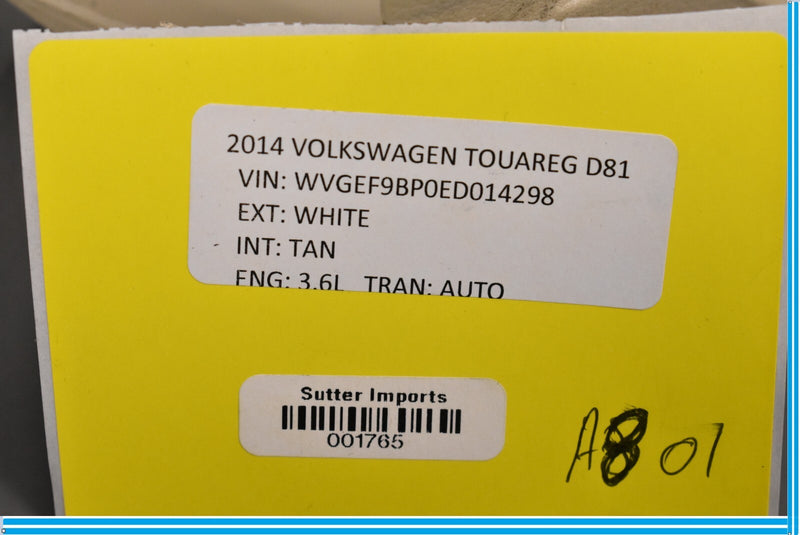 2014 VOLKSWAGEN TOUAREG D81
VIN: WVGEF9BP0ED014298
EXT: WHITE
INT: TAN
ENG: 3.6L TRAN: AUTO
Sutter Imports
001765
A8 01